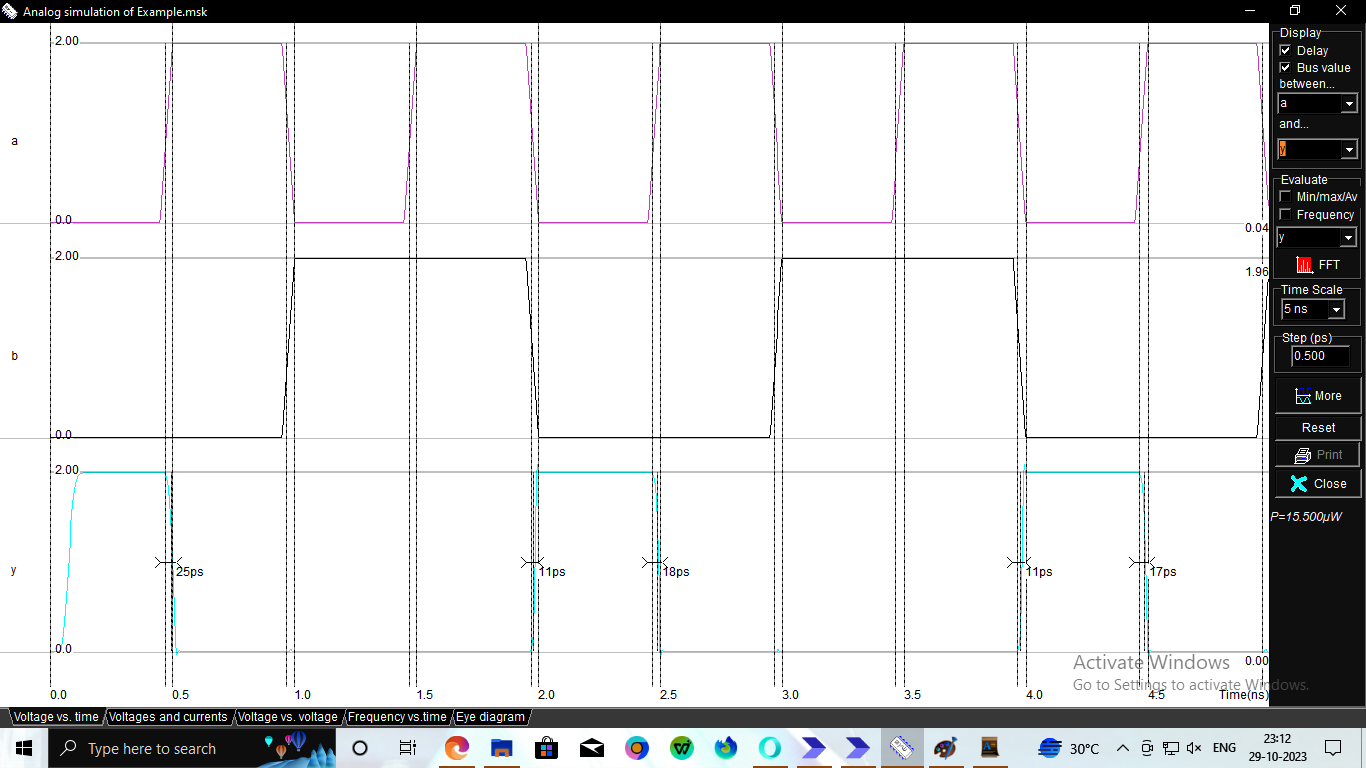 Analog simulation of Example.msk
2.00
a
0.0
0.04
2.00
1.96
b
0.0
2.00
y
25ps
11ps
18ps
11ps
17ps
0.0
0.00
0.0 0.5 1.0 1.5 2.0 2.5 3.0 3.5 4.0 4.5 Time(ns)
Display
Delay
Bus value
between...
a
and...
y
Evaluate
Min/max/Av
Frequency
y
FFT
Time Scale
5 ns
Step (ps)
0.500
More
Reset
Print
Close
P=15.500µW
Activate Windows
Go to Settings to activate Windows.
Voltage vs. time Voltages and currents Voltage vs. voltage Frequency vs.time Eye diagram
Type here to search
30°C ENG
23:12
29-10-2023